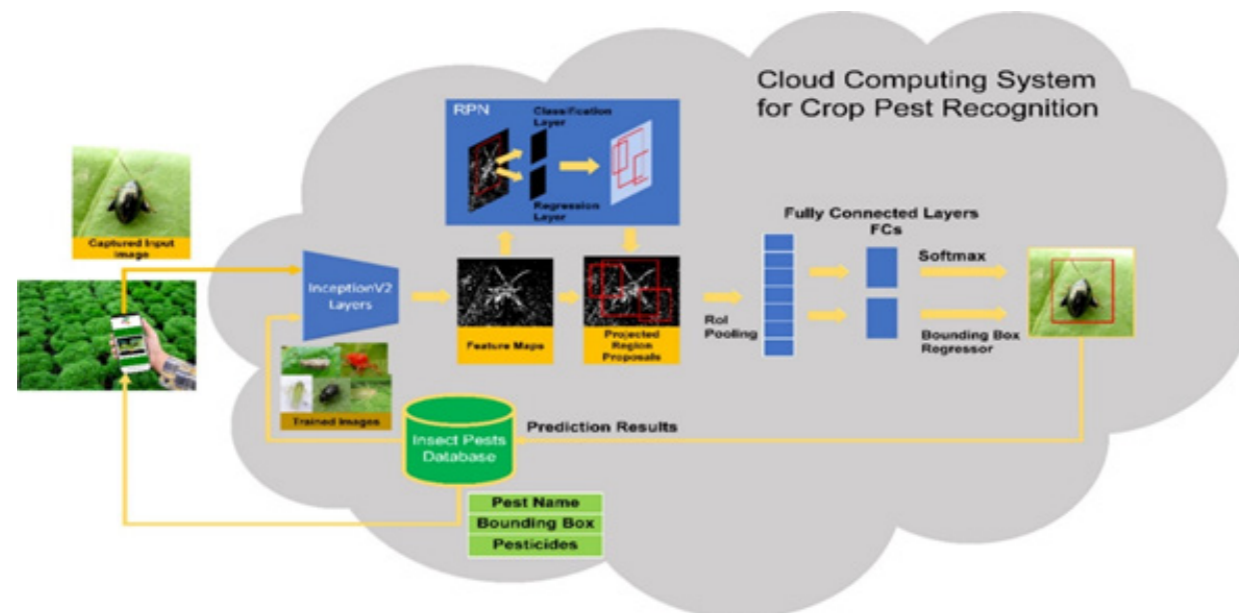 Cloud Computing System
for Crop Pest Recognition
RPN
Classification
Layer
Regression
Layer
Captured Input
image
InceptionV2
Layers
Feature Maps
Projected
Region
Proposals
RoI
Pooling
Fully Connected Layers
FCs
Softmax
Bounding Box
Regressor
Trained Images
Insect Pests
Database
Prediction Results
Pest Name
Bounding Box
Pesticides